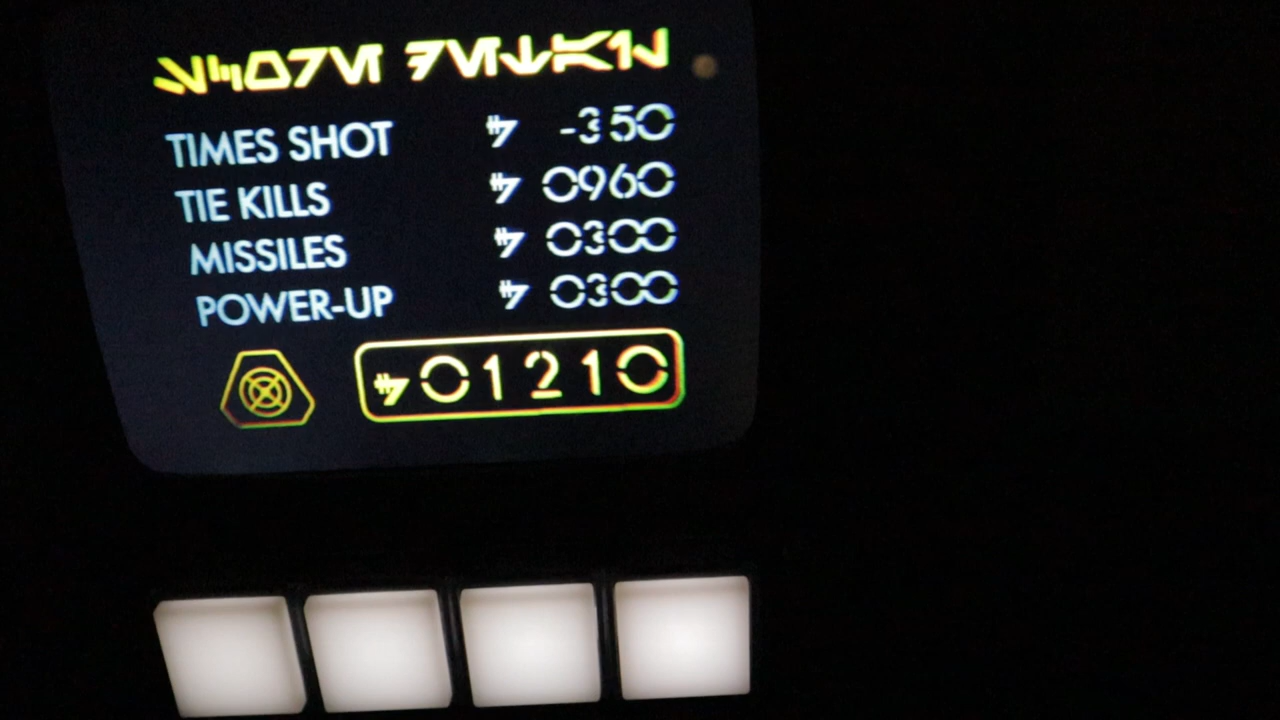 TIMES SHOT -350
TIE KILLS 0960
MISSILES 0300
POWER-UP 0300
01210